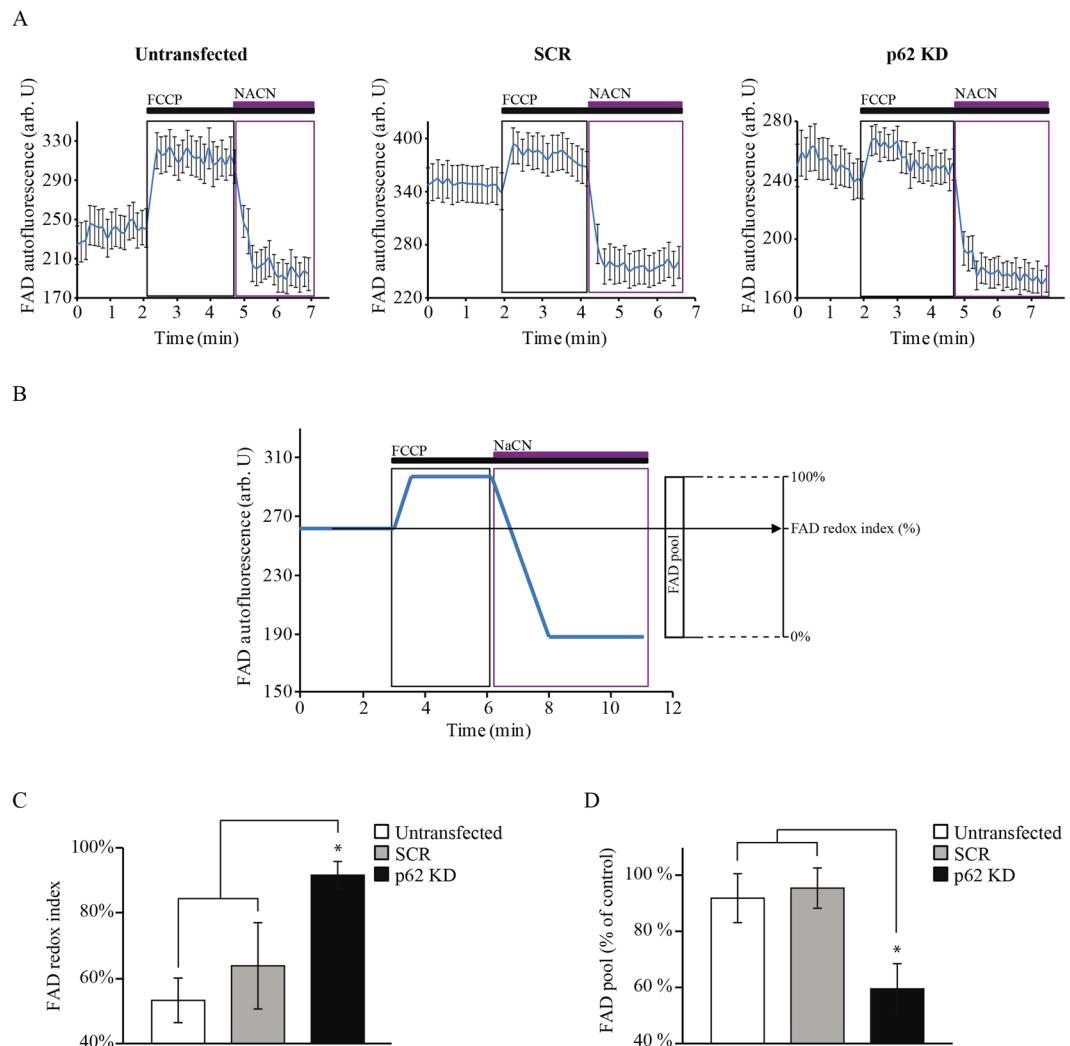 A
Untransfected
SCR
p62 KD
FAD autofluorescence (arb. U)
330
290
250
210
170
FCCP
NACN
0 1 2 3 4 5 6 7
Time (min)
FAD autofluorescence (arb. U)
400
340
280
220
FCCP
NACN
0 1 2 3 4 5 6 7
Time (min)
FAD autofluorescence (arb. U)
280
240
200
160
FCCP
NACN
0 1 2 3 4 5 6 7
Time (min)
B
FAD autofluorescence (arb. U)
310
270
230
190
150
FCCP
NaCN
0 2 4 6 8 10 12
Time (min)
FAD pool
100%
FAD redox index (%)
0%
C
FAD redox index
100%
80%
60%
40%
*
Untransfected
SCR
p62 KD
D
FAD pool (% of control)
100 %
80 %
60 %
40 %
*
Untransfected
SCR
p62 KD